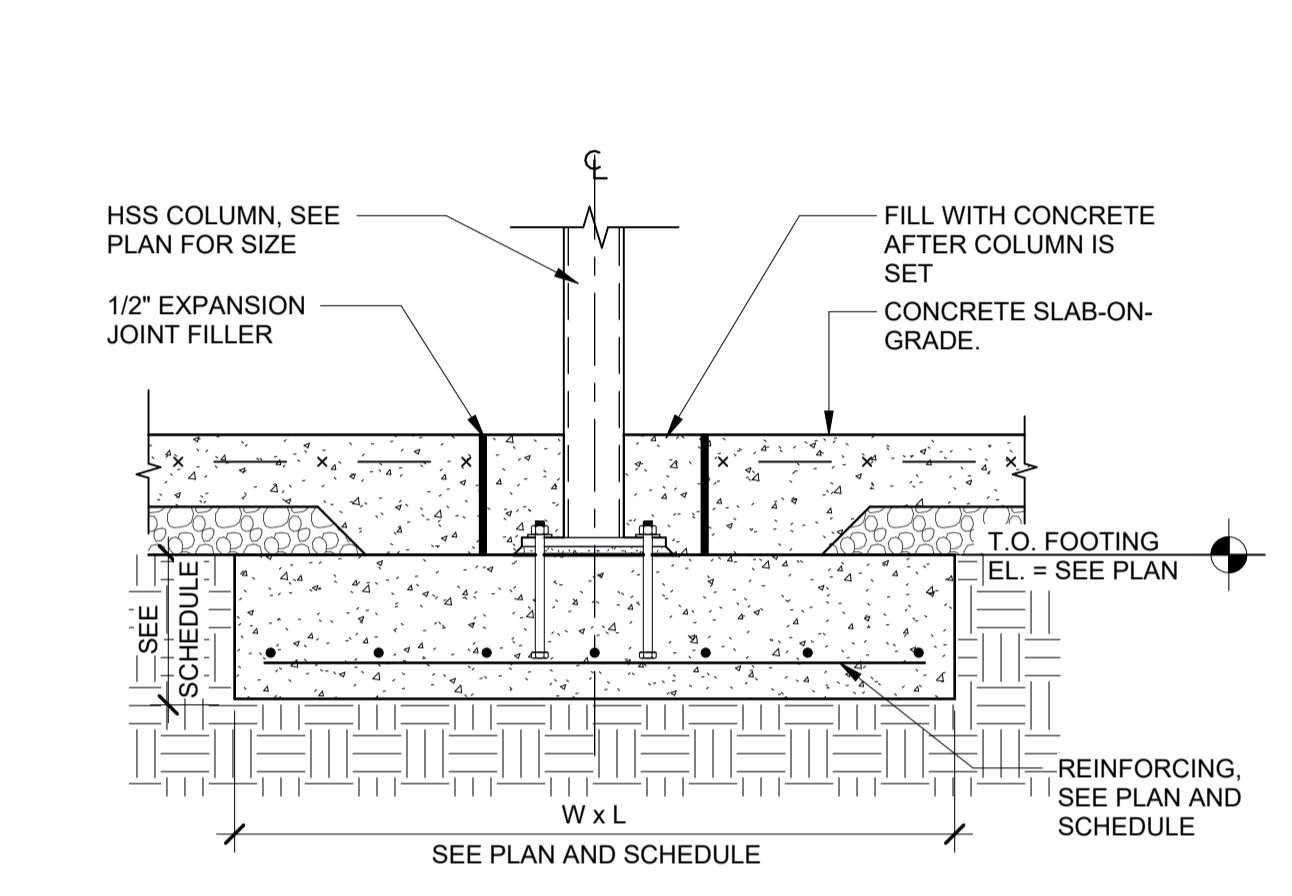 ℄
HSS COLUMN, SEE
PLAN FOR SIZE
1/2" EXPANSION
JOINT FILLER
FILL WITH CONCRETE
AFTER COLUMN IS
SET
CONCRETE SLAB-ON-
GRADE.
T.O. FOOTING
EL. = SEE PLAN
SEE
SCHEDULE
REINFORCING,
SEE PLAN AND
SCHEDULE
W x L
SEE PLAN AND SCHEDULE